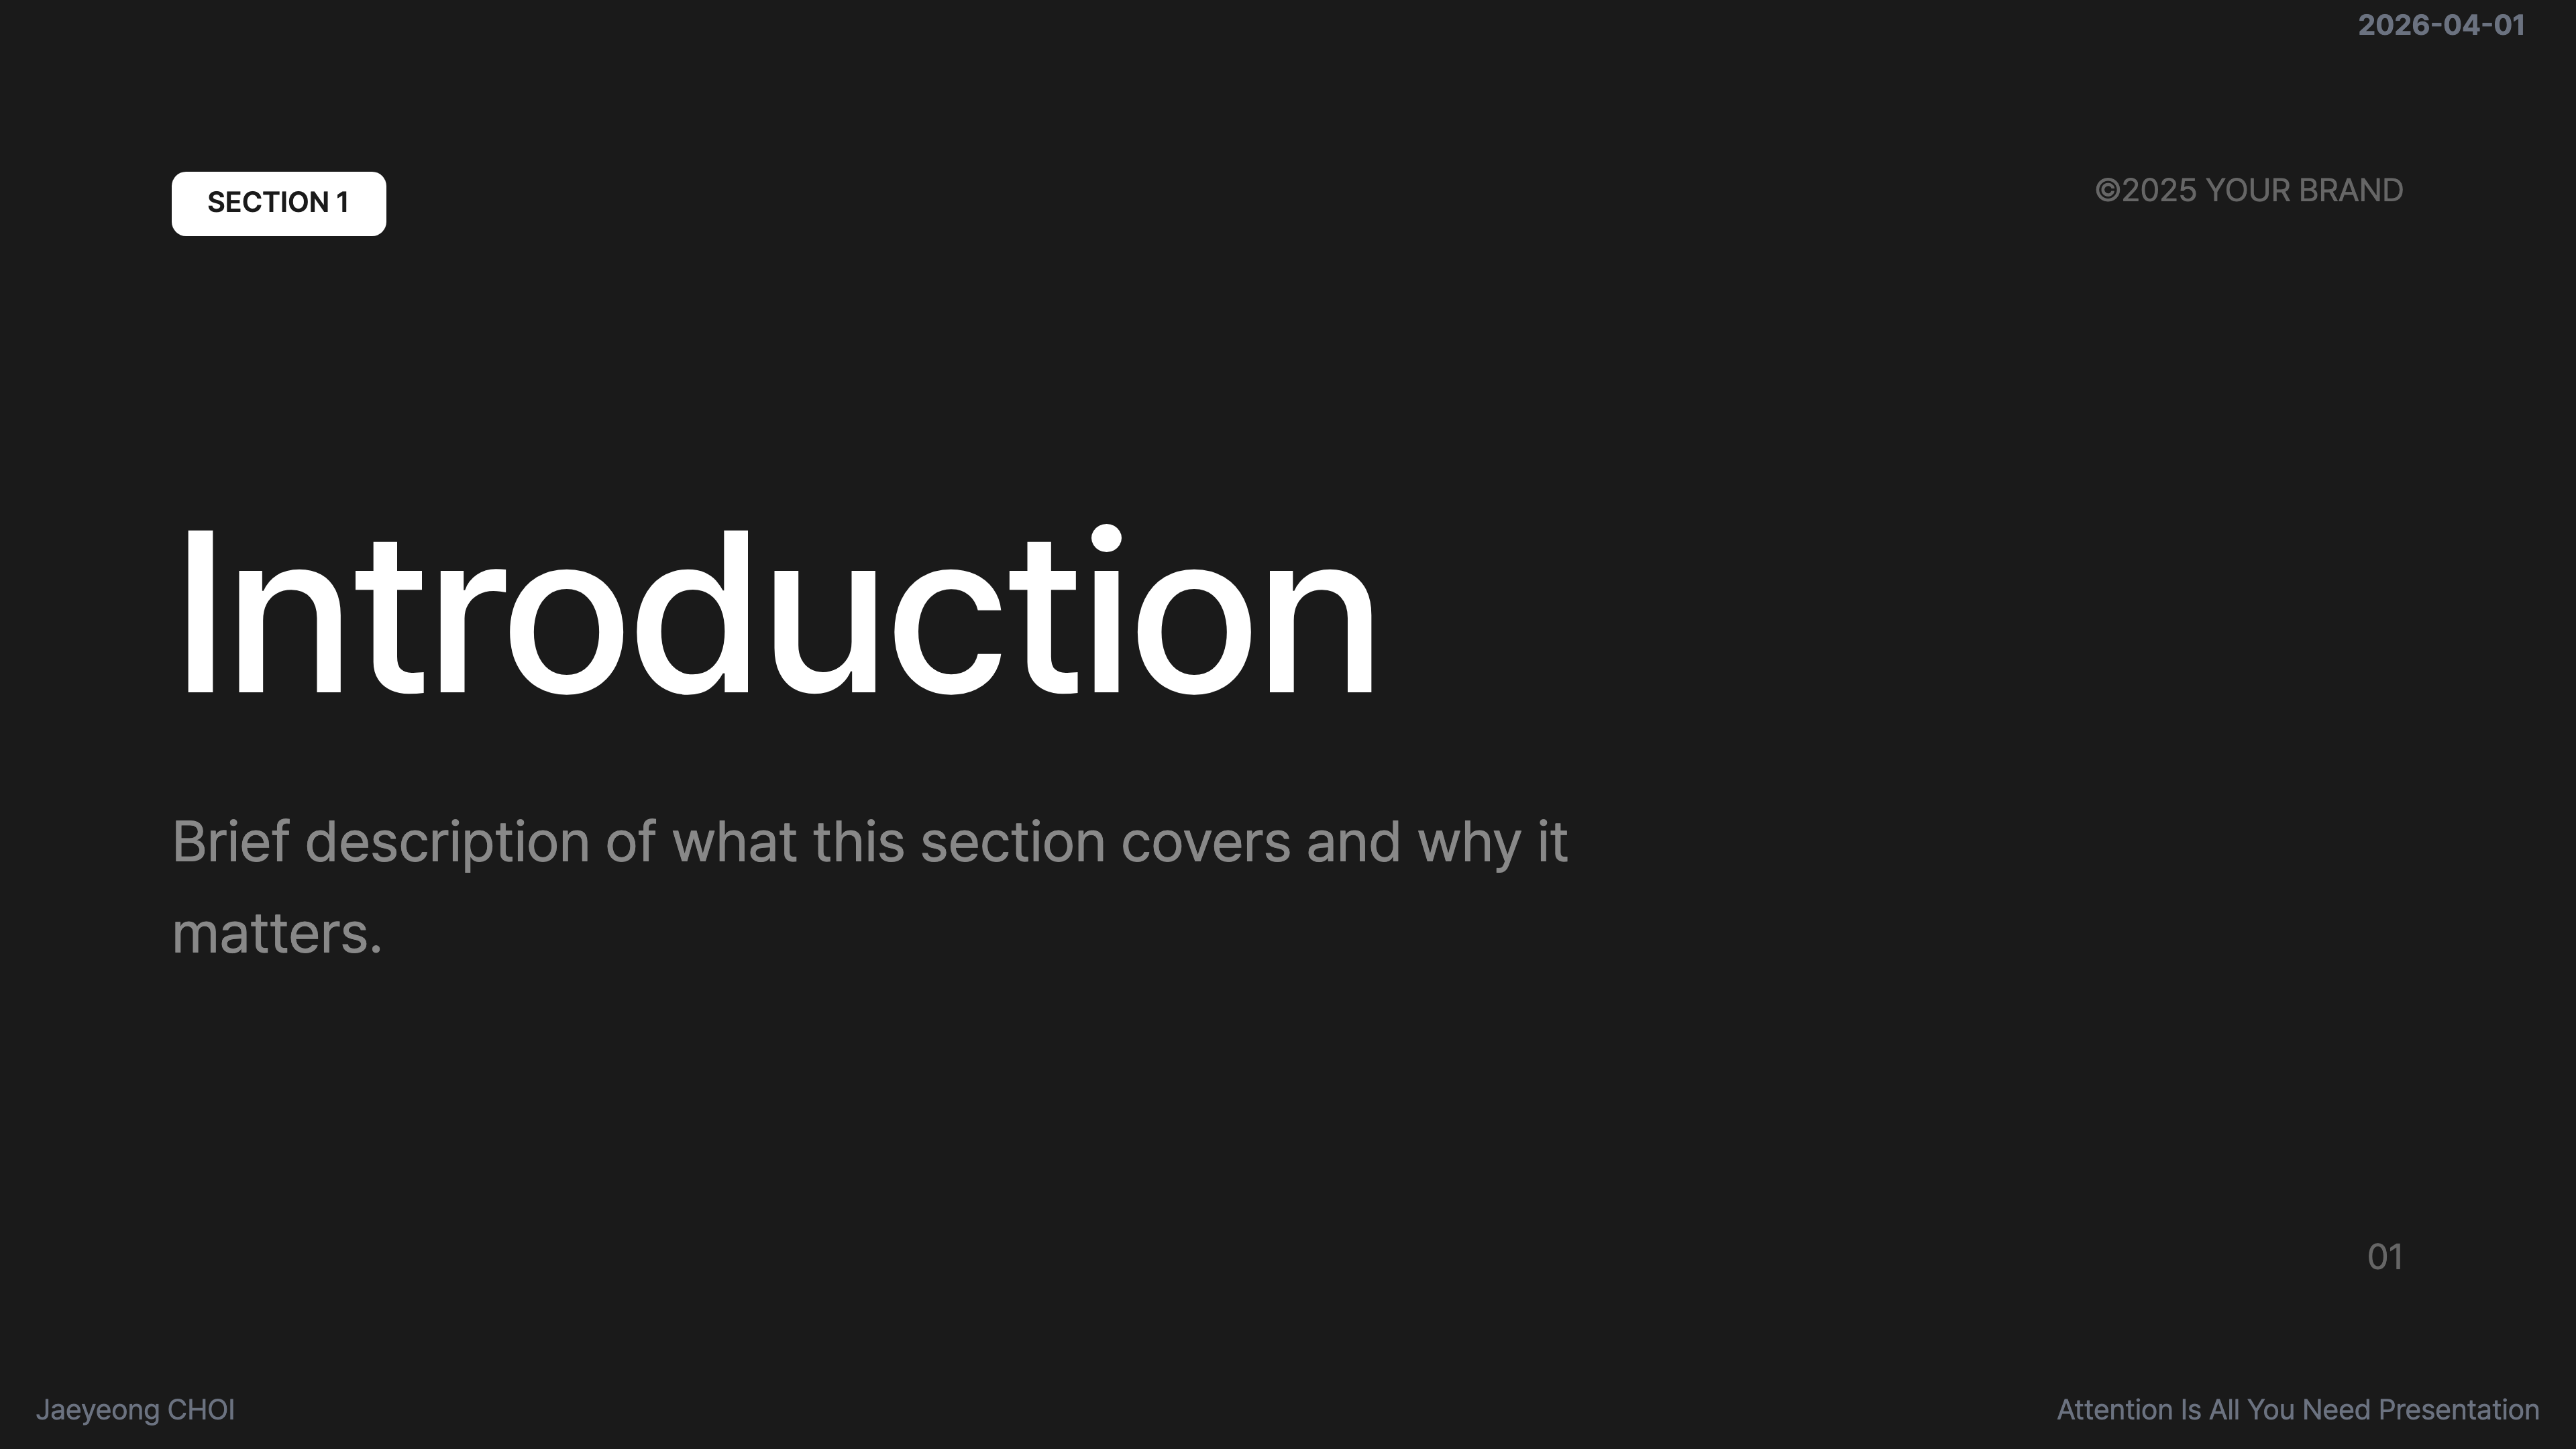 2026-04-01
SECTION 1
©2025 YOUR BRAND
Introduction
Brief description of what this section covers and why it
matters.
01
Jaeyeong CHOI
Attention Is All You Need Presentation